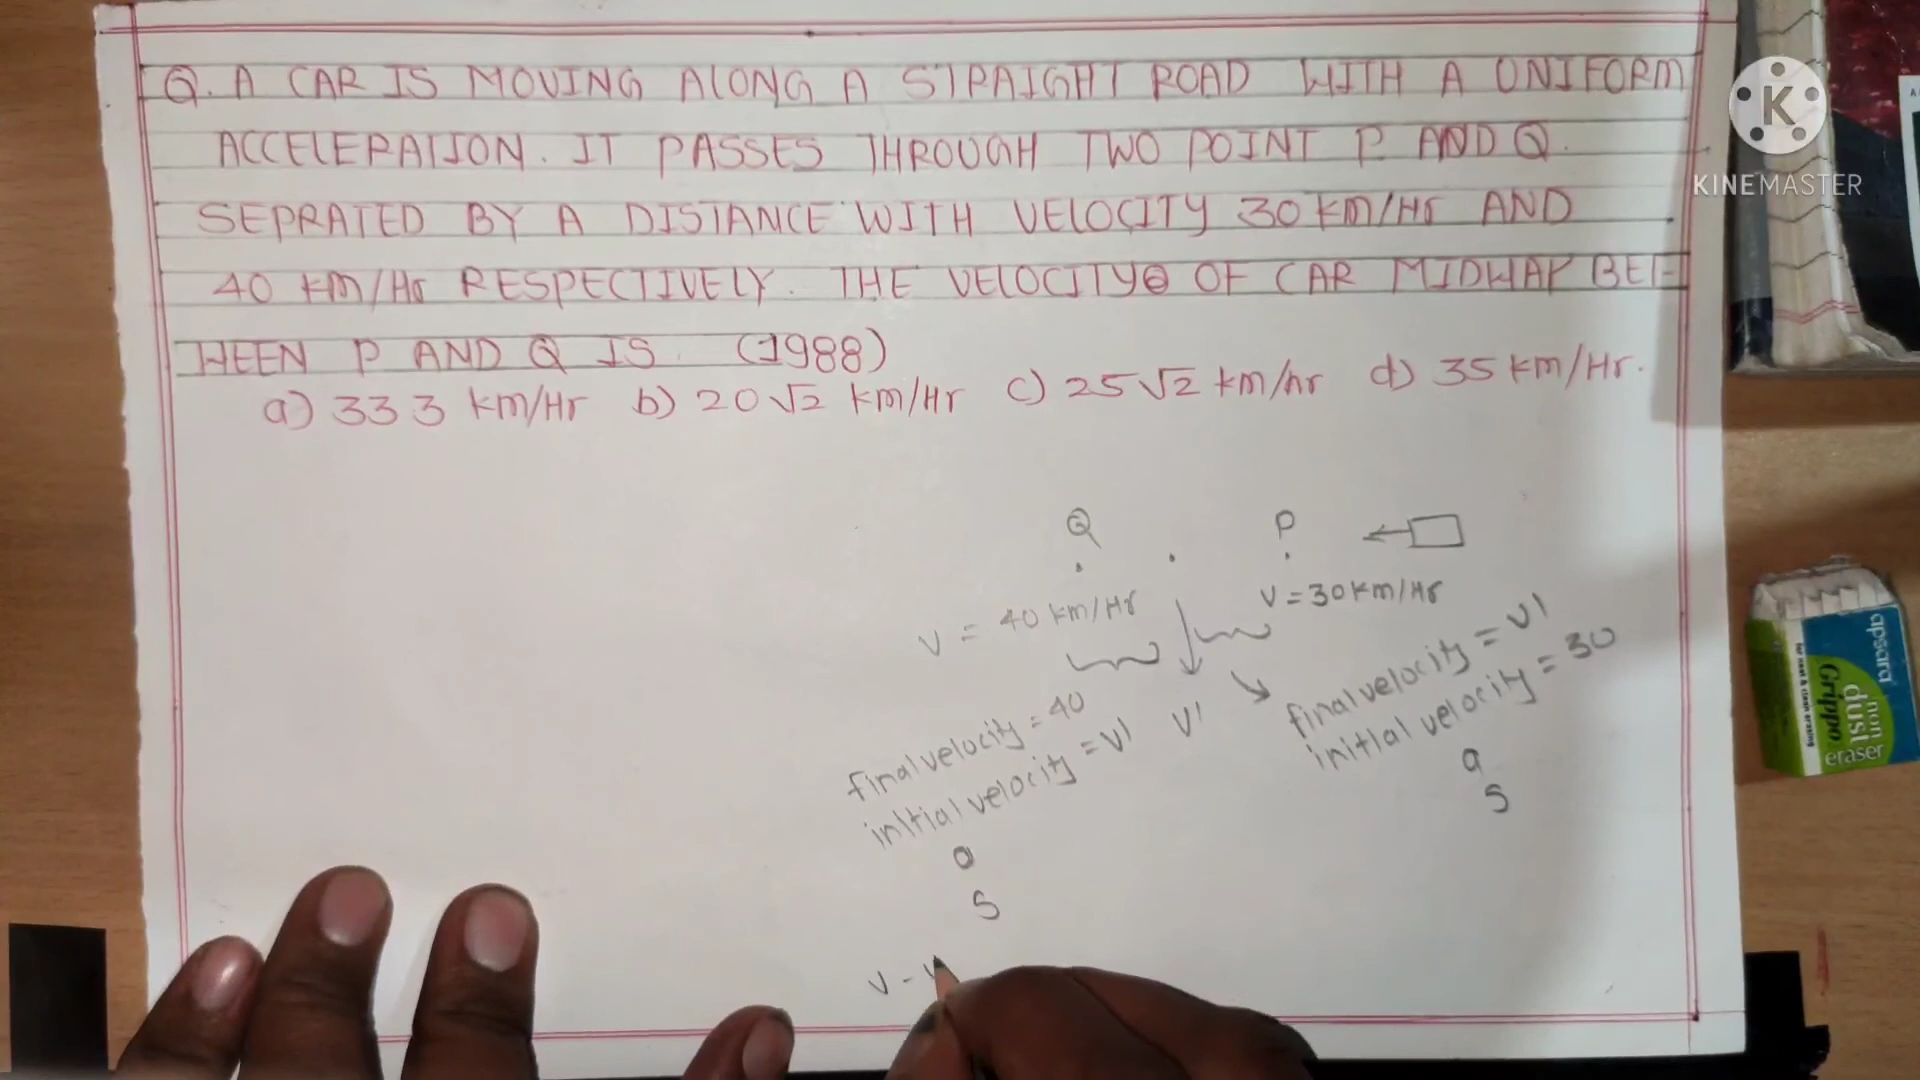 Q. A CAR IS MOVING ALONG A STRAIGHT ROAD WITH A UNIFORM
ACCELERATION. IT PASSES THROUGH TWO POINT P AND Q.
SEPRATED BY A DISTANCE WITH VELOCITY 30 KM/Hr AND
40 KM/Hr RESPECTIVELY. THE VELOCITY OF CAR MIDWAY BET-
WEEN P AND Q IS (1988)
a) 33 3 KM/Hr b) 20√2 KM/Hr c) 25√2 km/hr d) 35 KM/Hr.
Q P
V = 40 KM/Hr V = 30 KM/Hr
final velocity = 40
initial velocity = V'
a
S
V'
final velocity = V'
initial velocity = 30
a
S
V -
K
KINEMASTER
apsara
non
dust
eraser
Grippo